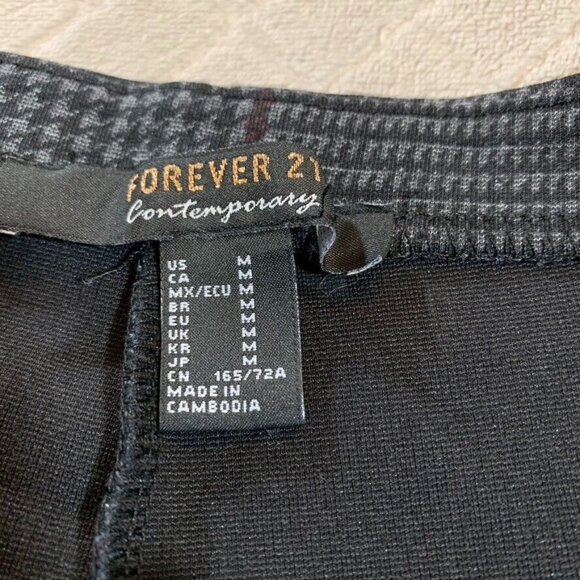 FOREVER 21
Contemporary
US M
CA M
MX/ECU M
BR M
EU M
UK M
KR M
JP M
CN 165/72A
MADE IN
CAMBODIA